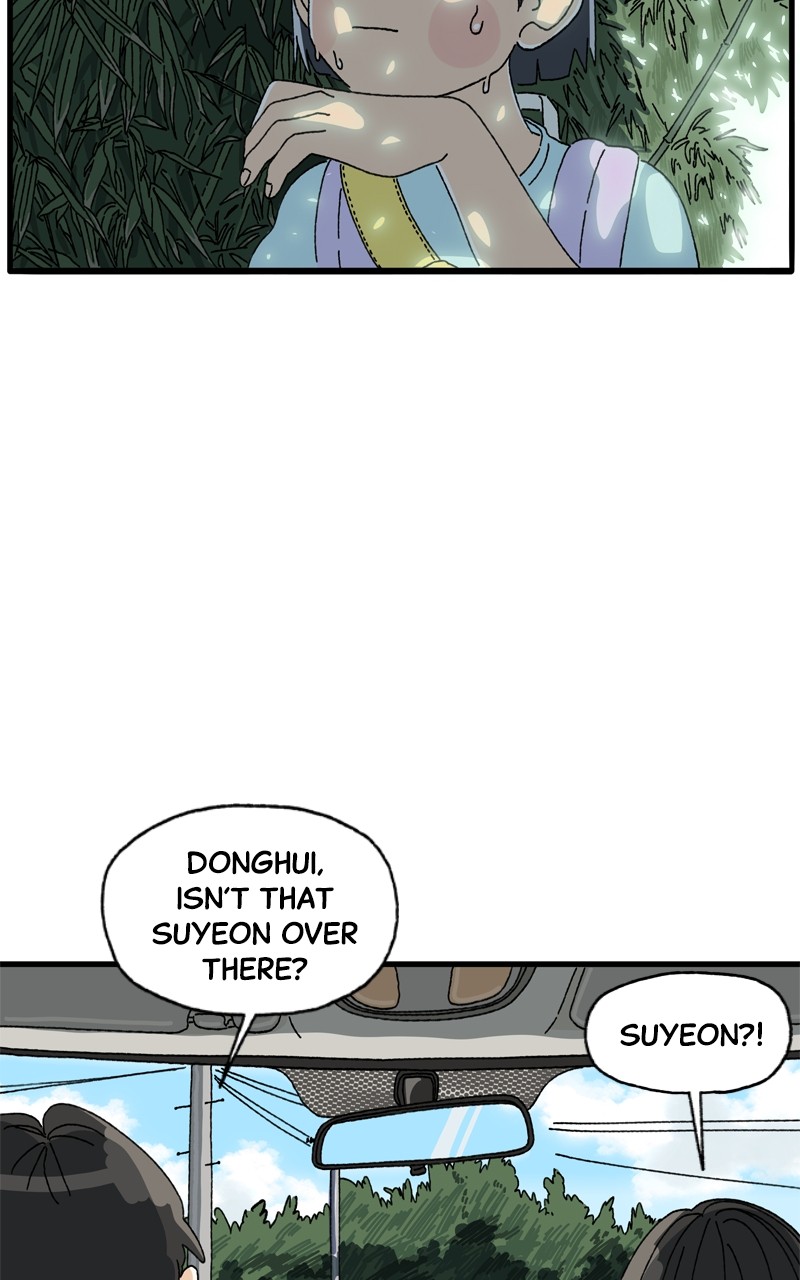 DONGHUI,
ISN'T THAT
SUYEON OVER
THERE?
SUYEON?!